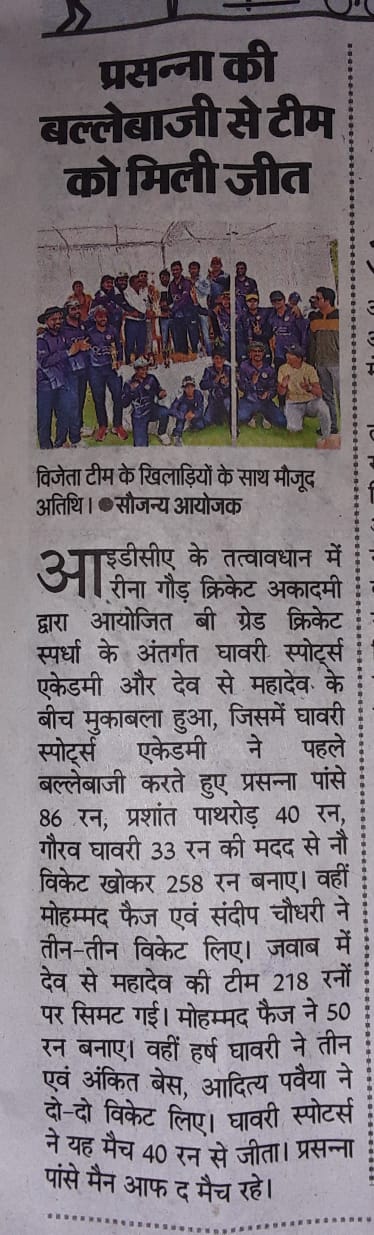 प्रसन्ना की
बल्लेबाजी से टीम
को मिली जीत
विजेता टीम के खिलाड़ियों के साथ मौजूद
अतिथि। ●सौजन्य आयोजक
आइडीसीए के तत्वावधान में
रीना गौड़ क्रिकेट अकादमी
द्वारा आयोजित बी ग्रेड क्रिकेट
स्पर्धा के अंतर्गत घावरी स्पोर्ट्स
एकेडमी और देव से महादेव के
बीच मुकाबला हुआ, जिसमें घावरी
स्पोर्ट्स एकेडमी ने पहले
बल्लेबाजी करते हुए प्रसन्ना पांसे
86 रन, प्रशांत पाथरोड़ 40 रन,
गौरव घावरी 33 रन की मदद से नौ
विकेट खोकर 258 रन बनाए। वहीं
मोहम्मद फैज एवं संदीप चौधरी ने
तीन-तीन विकेट लिए। जवाब में
देव से महादेव की टीम 218 रनों
पर सिमट गई। मोहम्मद फैज ने 50
रन बनाए। वहीं हर्ष घावरी ने तीन
एवं अंकित बेस, आदित्य पवैया ने
दो-दो विकेट लिए। घावरी स्पोटर्स
ने यह मैच 40 रन से जीता। प्रसन्ना
पांसे मैन आफ द मैच रहे।